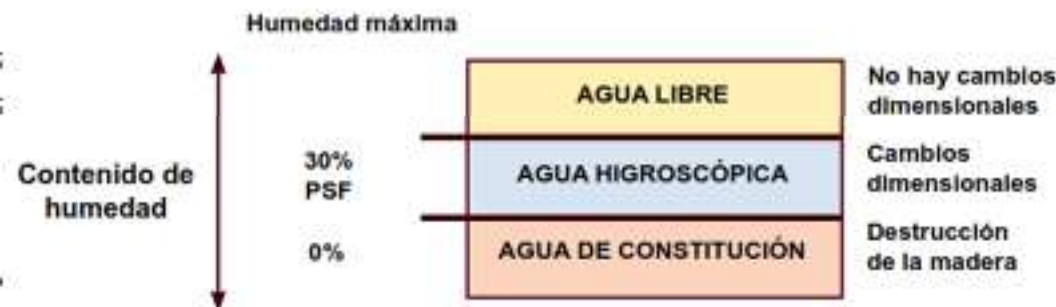 Humedad máxima
AGUA LIBRE
No hay cambios
dimensionales
Contenido de
humedad
30%
PSF
AGUA HIGROSCÓPICA
Cambios
dimensionales
0%
AGUA DE CONSTITUCIÓN
Destrucción
de la madera